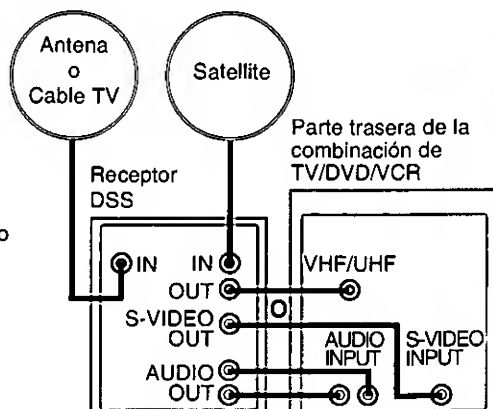 Antena
o
Cable TV
Satellite
Parte trasera de la
combinación de
TV/DVD/VCR
Receptor
DSS
o
IN
IN
VHF/UHF
OUT
O
S-VIDEO
OUT
AUDIO
INPUT
S-VIDEO
INPUT
AUDIO
OUT